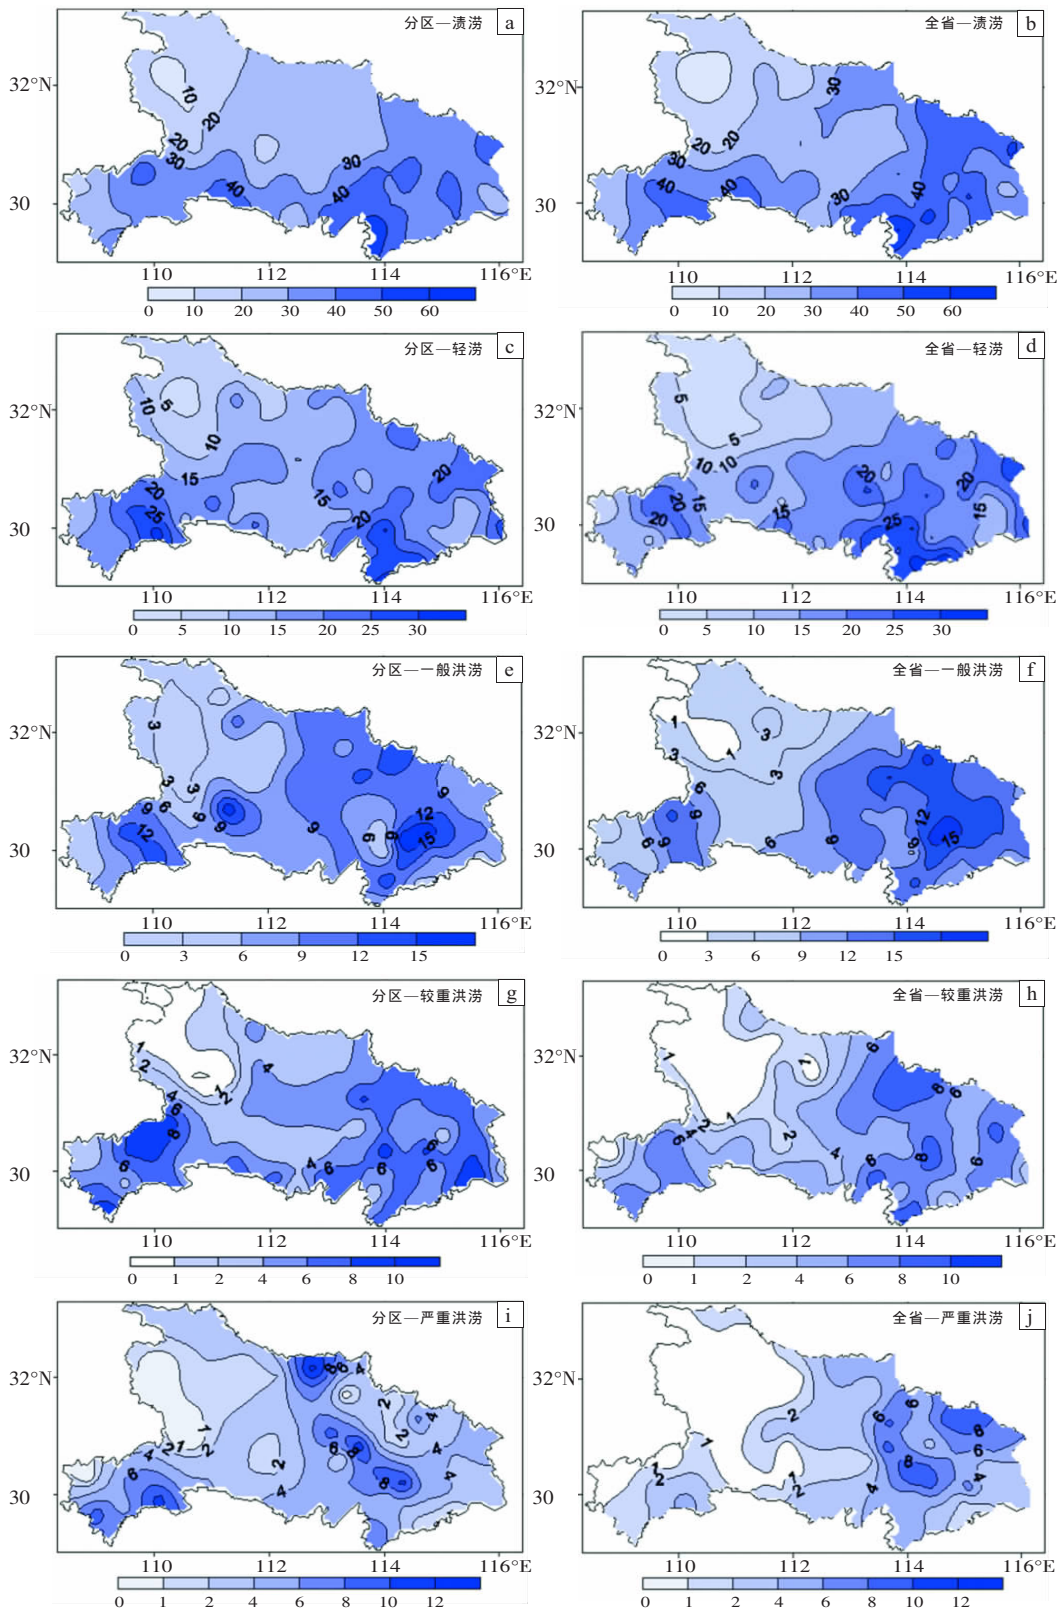 分区—渍涝 a 全省—渍涝 b
32°N 32°N
10 20 20 30 30 40 40 30 20 20 30 40 40 30 40
30 30
110 112 114 116°E 110 112 114 116°E
0 10 20 30 40 50 60 0 10 20 30 40 50 60
分区—轻涝 c 全省—轻涝 d
32°N 32°N
10 5 10 15 20 25 15 20 20 5 5 10 10 20 15 20 15 20 25 20 15
30 30
110 112 114 116°E 110 112 114 116°E
0 5 10 15 20 25 30 0 5 10 15 20 25 30
分区—一般洪涝 e 全省—一般洪涝 f
32°N 32°N
3 3 3 6 9 12 9 9 12 15 9 1 1 3 3 3 6 6 6 12 15
30 30
110 112 114 116°E 110 112 114 116°E
0 3 6 9 12 15 0 3 6 9 12 15
分区—较重洪涝 g 全省—较重洪涝 h
32°N 32°N
1 2 1 2 4 4 6 8 6 4 6 6 6 1 1 1 2 4 6 2 4 6 8 6 8 6 6
30 30
110 112 114 116°E 110 112 114 116°E
0 1 2 4 6 8 10 0 1 2 4 6 8 10
分区—严重洪涝 i 全省—严重洪涝 j
32°N 32°N
8 6 4 2 4 2 4 1 2 2 1 4 6 2 4 6 8 8 4 2 6 6 8 6 8 4 4 1 1 2 1 2
30 30
110 112 114 116°E 110 112 114 116°E
0 1 2 4 6 8 10 12 0 1 2 4 6 8 10 12